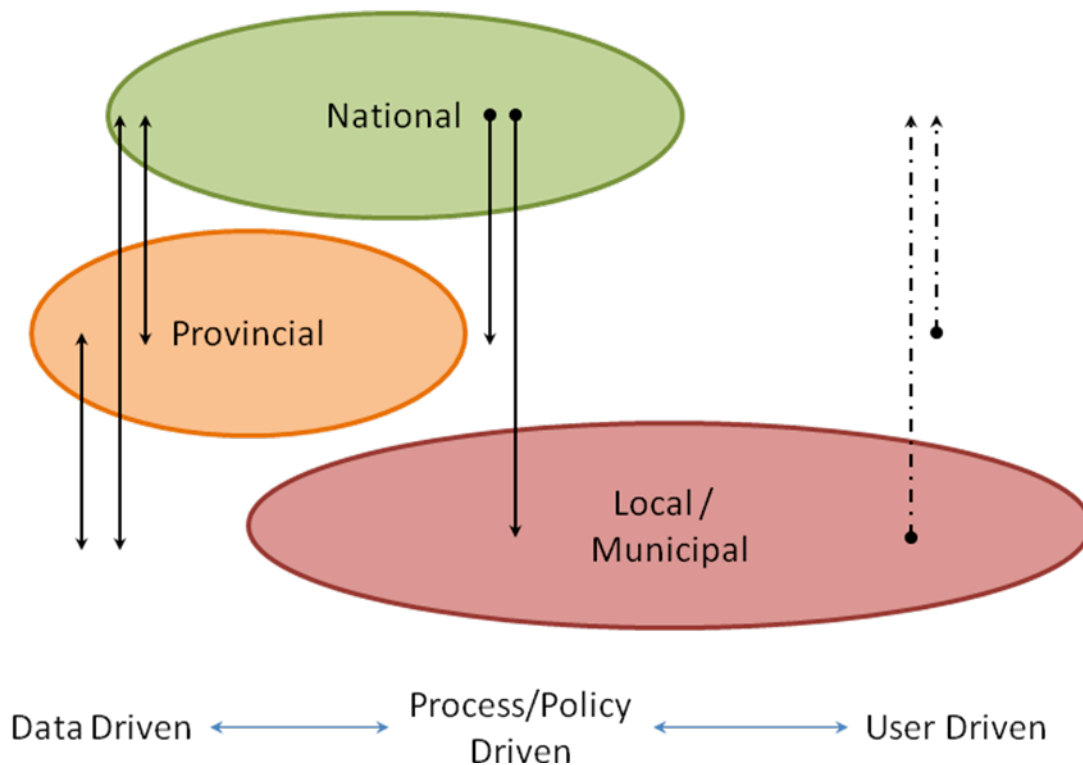 National
Provincial
Local /
Municipal
Data Driven
Process/Policy
Driven
User Driven